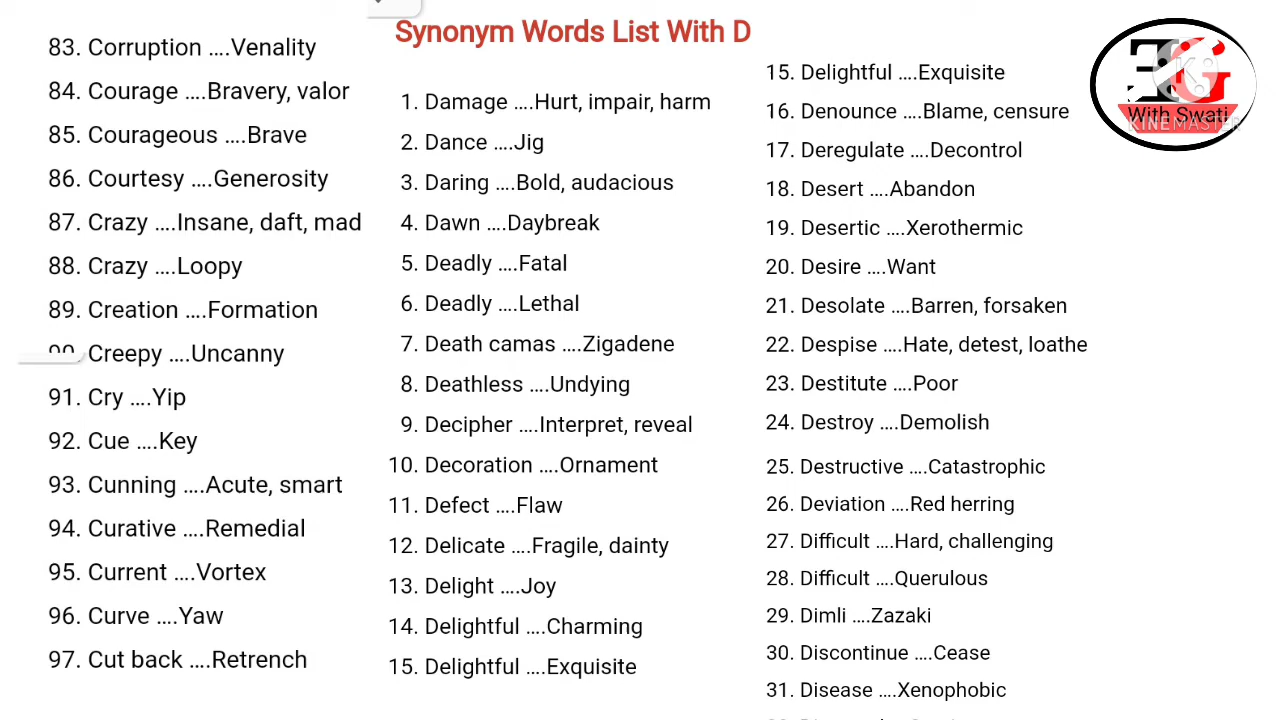 83. Corruption ....Venality
84. Courage ....Bravery, valor
85. Courageous ....Brave
86. Courtesy ....Generosity
87. Crazy ....Insane, daft, mad
88. Crazy ....Loopy
89. Creation ....Formation
90. Creepy ....Uncanny
91. Cry ....Yip
92. Cue ....Key
93. Cunning ....Acute, smart
94. Curative ....Remedial
95. Current ....Vortex
96. Curve ....Yaw
97. Cut back ....Retrench
Synonym Words List With D
1. Damage ....Hurt, impair, harm
2. Dance ....Jig
3. Daring ....Bold, audacious
4. Dawn ....Daybreak
5. Deadly ....Fatal
6. Deadly ....Lethal
7. Death camas ....Zigadene
8. Deathless ....Undying
9. Decipher ....Interpret, reveal
10. Decoration ....Ornament
11. Defect ....Flaw
12. Delicate ....Fragile, dainty
13. Delight ....Joy
14. Delightful ....Charming
15. Delightful ....Exquisite
15. Delightful ....Exquisite
16. Denounce ....Blame, censure
17. Deregulate ....Decontrol
18. Desert ....Abandon
19. Desertic ....Xerothermic
20. Desire ....Want
21. Desolate ....Barren, forsaken
22. Despise ....Hate, detest, loathe
23. Destitute ....Poor
24. Destroy ....Demolish
25. Destructive ....Catastrophic
26. Deviation ....Red herring
27. Difficult ....Hard, challenging
28. Difficult ....Querulous
29. Dimli ....Zazaki
30. Discontinue ....Cease
31. Disease ....Xenophobic
With Swati
KINEMASTER